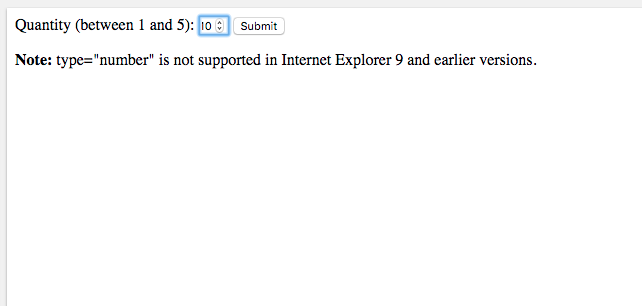 Quantity (between 1 and 5): 10 Submit
Note: type="number" is not supported in Internet Explorer 9 and earlier versions.